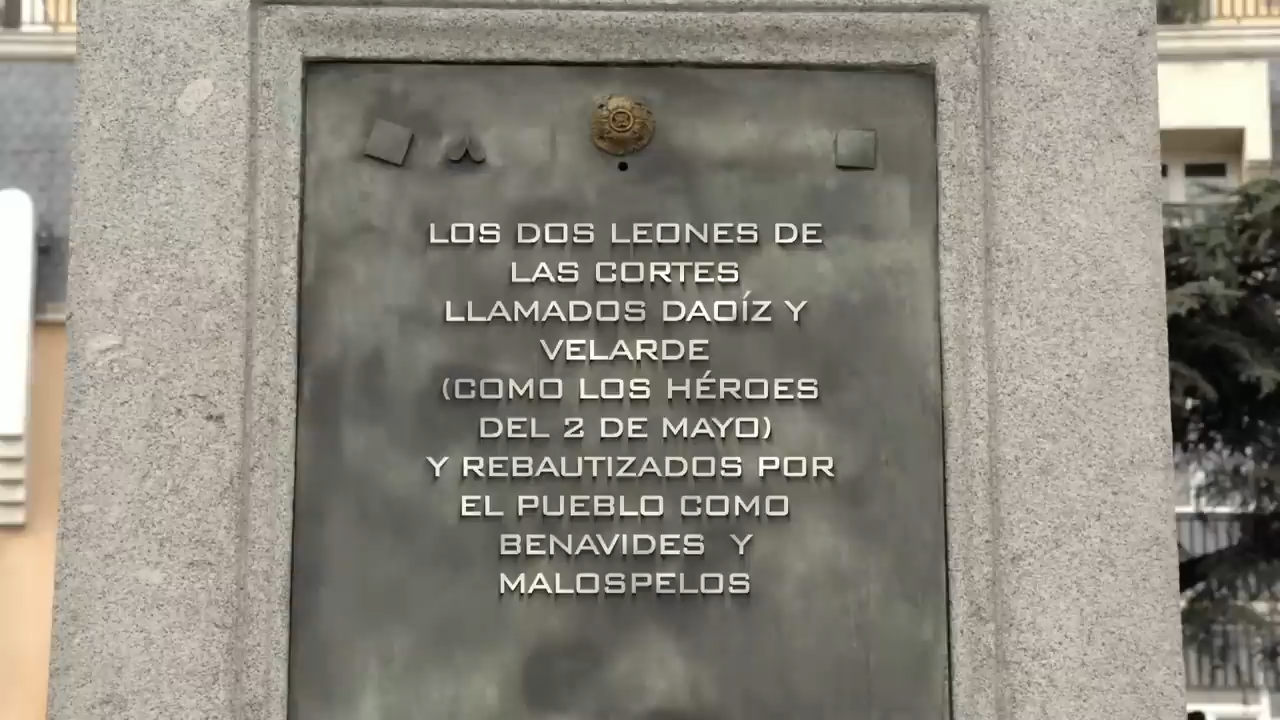 LOS DOS LEONES DE
LAS CORTES
LLAMADOS DAOÍZ Y
VELARDE
(COMO LOS HÉROES
DEL 2 DE MAYO)
Y REBAUTIZADOS POR
EL PUEBLO COMO
BENAVIDES Y
MALOSPELOS